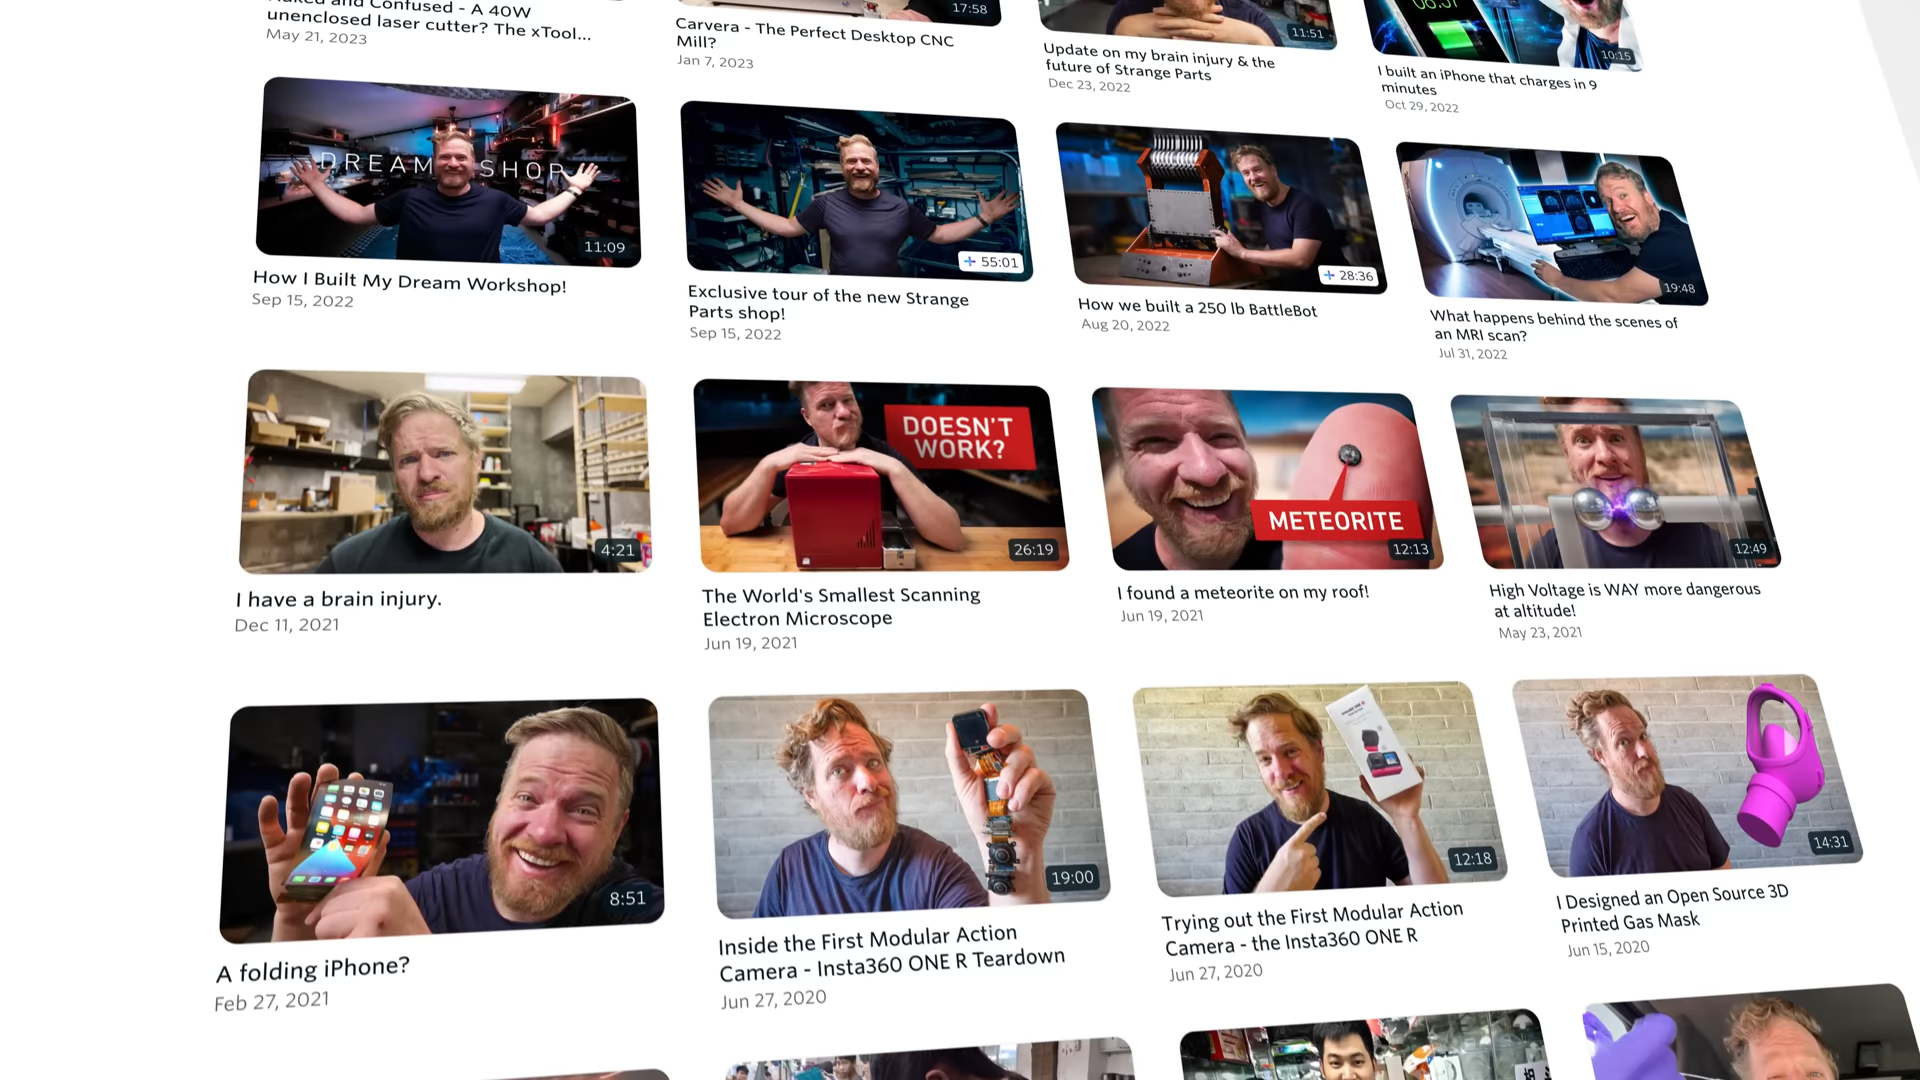 and Confused - A 40W
unenclosed laser cutter? The xTool...
May 21, 2023
17:58
Carvera - The Perfect Desktop CNC
Mill?
Jan 7, 2023
11:51
Update on my brain injury & the
future of Strange Parts
Dec 23, 2022
10:15
I built an iPhone that charges in 9
minutes
Oct 29, 2022
DREAM SHOP
11:09
How I Built My Dream Workshop!
Sep 15, 2022
+ 55:01
Exclusive tour of the new Strange
Parts shop!
Sep 15, 2022
+ 28:36
How we built a 250 lb BattleBot
Aug 20, 2022
19:48
What happens behind the scenes of
an MRI scan?
Jul 31, 2022
4:21
I have a brain injury.
Dec 11, 2021
DOESN'T
WORK?
26:19
The World's Smallest Scanning
Electron Microscope
Jun 19, 2021
METEORITE
12:13
I found a meteorite on my roof!
Jun 19, 2021
12:49
High Voltage is WAY more dangerous
at altitude!
May 23, 2021
8:51
A folding iPhone?
Feb 27, 2021
19:00
Inside the First Modular Action
Camera - Insta360 ONE R Teardown
Jun 27, 2020
12:18
Trying out the First Modular Action
Camera - the Insta360 ONE R
Jun 27, 2020
14:31
I Designed an Open Source 3D
Printed Gas Mask
Jun 15, 2020